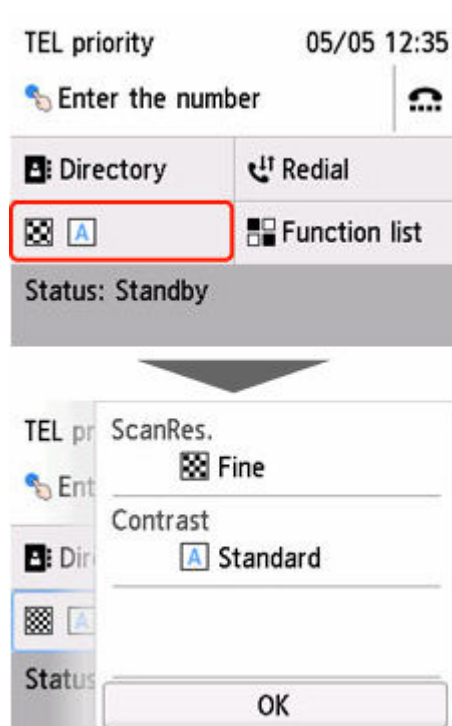 TEL priority 05/05 12:35
Enter the number
Directory Redial
A Function list
Status: Standby
TEL pr ScanRes.
Fine
Ent
Contrast
Dir A Standard
A
Status
OK